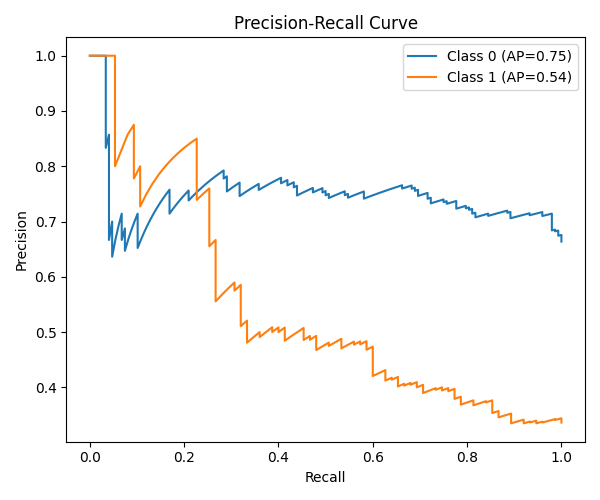 Precision-Recall Curve
Class 0 (AP=0.75)
Class 1 (AP=0.54)
Precision
1.0
0.9
0.8
0.7
0.6
0.5
0.4
0.0 0.2 0.4 0.6 0.8 1.0
Recall